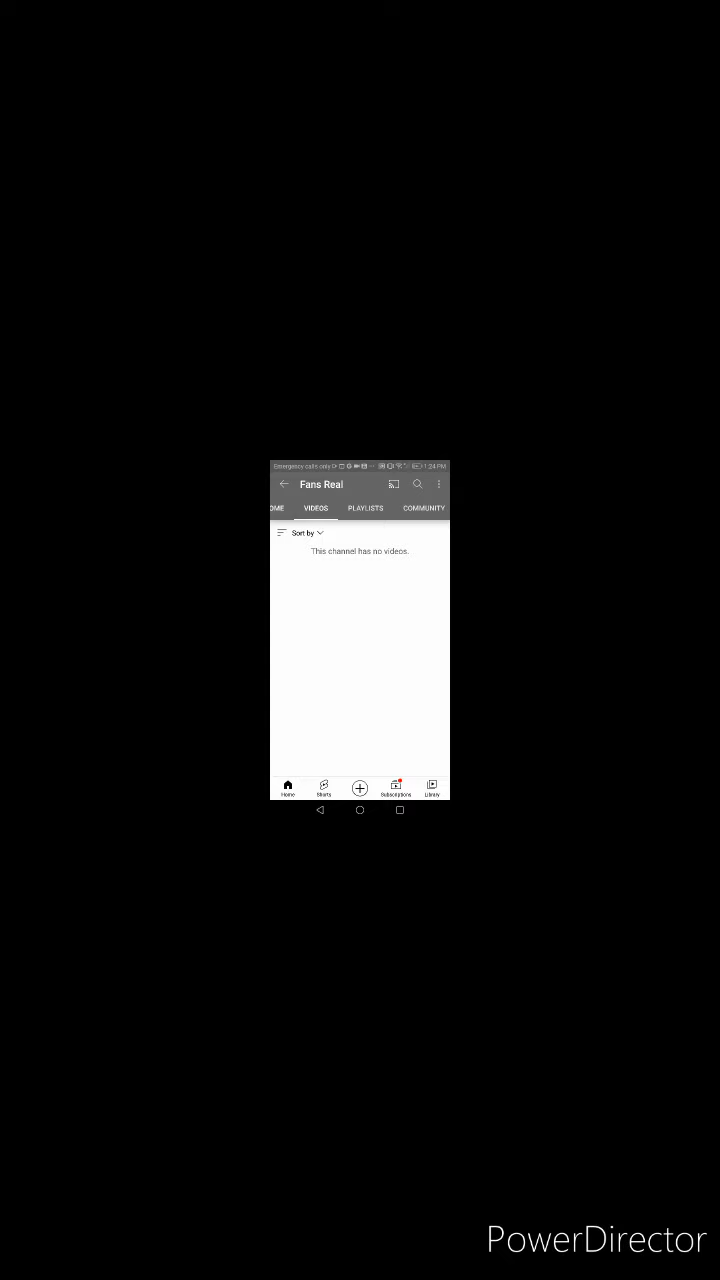 Emergency calls only 1:24 PM
Fans Real
OME VIDEOS PLAYLISTS COMMUNITY
Sort by
This channel has no videos.
Home Shorts Subscriptions Library
PowerDirector